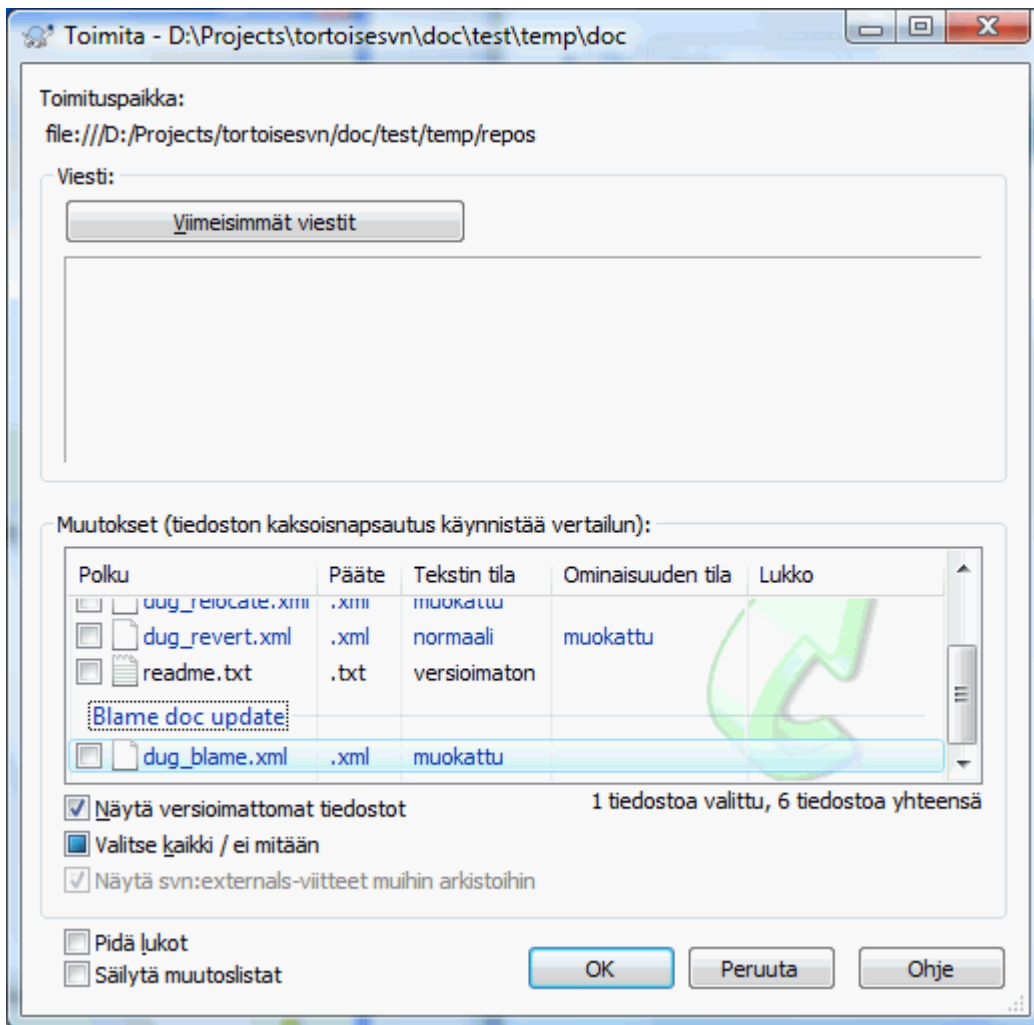 Toimita - D:\Projects\tortoisesvn\doc\test\temp\doc
Toimituspaikka:
file:///D:/Projects/tortoisesvn/doc/test/temp/repos
Viesti:
Viimeisimmät viestit
Muutokset (tiedoston kaksoisnapsautus käynnistää vertailun):
Polku Pääte Tekstin tila Ominaisuuden tila Lukko
dug_relocate.xml .xml muokattu
dug_revert.xml .xml normaali muokattu
readme.txt .txt versioimaton
Blame doc update
dug_blame.xml .xml muokattu
Näytä versioimattomat tiedostot 1 tiedostoa valittu, 6 tiedostoa yhteensä
Valitse kaikki / ei mitään
Näytä svn:externals-viitteet muihin arkistoihin
Pidä lukot
Säilytä muutoslistat
OK Peruuta Ohje